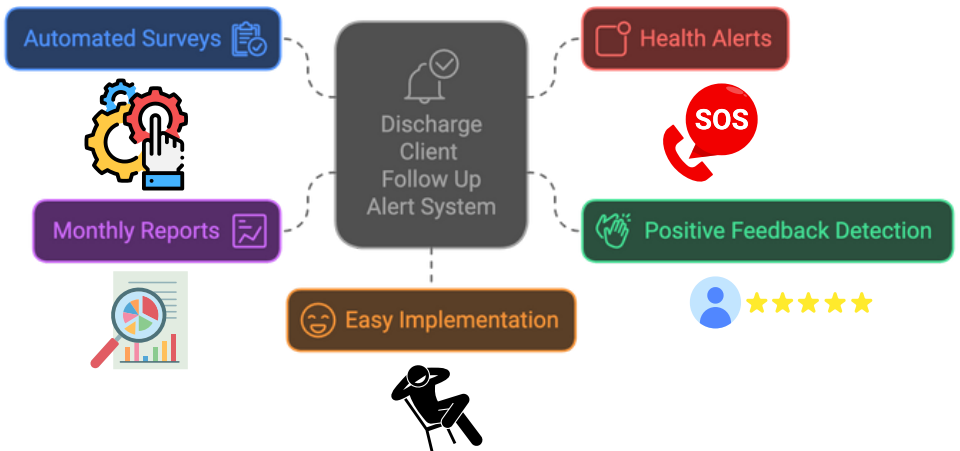 Automated Surveys
Health Alerts
SOS
Discharge
Client
Follow Up
Alert System
Monthly Reports
Positive Feedback Detection
Easy Implementation